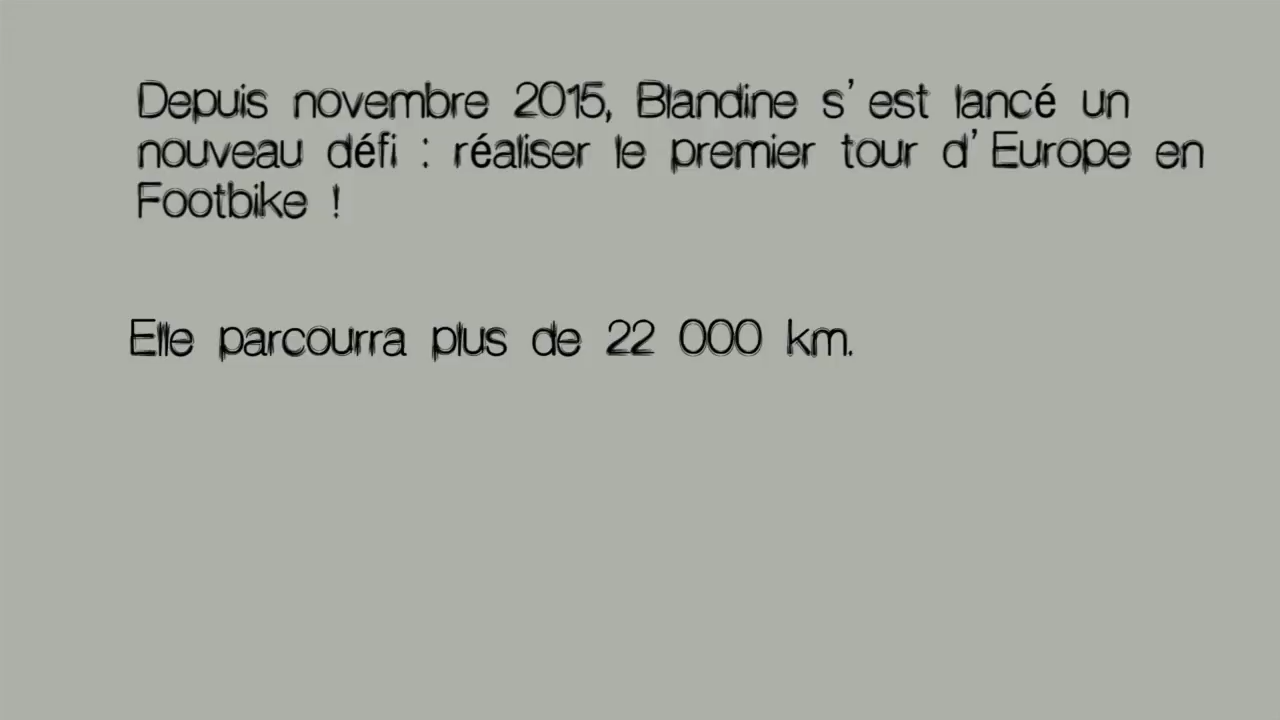 Depuis novembre 2015, Blandine s'est lancé un
nouveau défi : réaliser le premier tour d'Europe en
Footbike !
Elle parcourra plus de 22 000 km.